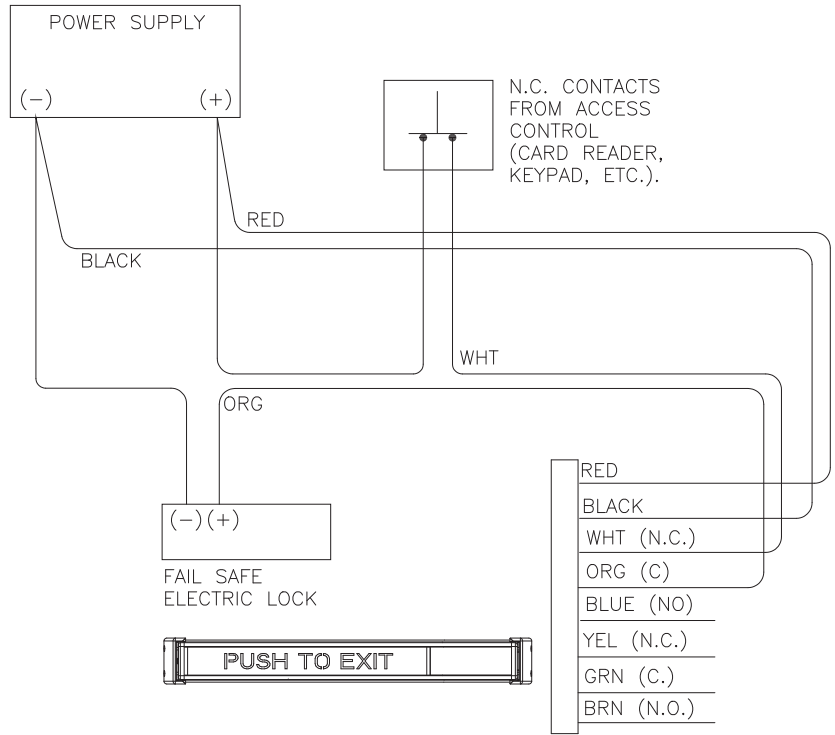 POWER SUPPLY
(-)
(+)
N.C. CONTACTS
FROM ACCESS
CONTROL
(CARD READER,
KEYPAD, ETC.).
RED
BLACK
WHT
ORG
(-)(+)
FAIL SAFE
ELECTRIC LOCK
PUSH TO EXIT
RED
BLACK
WHT (N.C.)
ORG (C)
BLUE (NO)
YEL (N.C.)
GRN (C.)
BRN (N.O.)